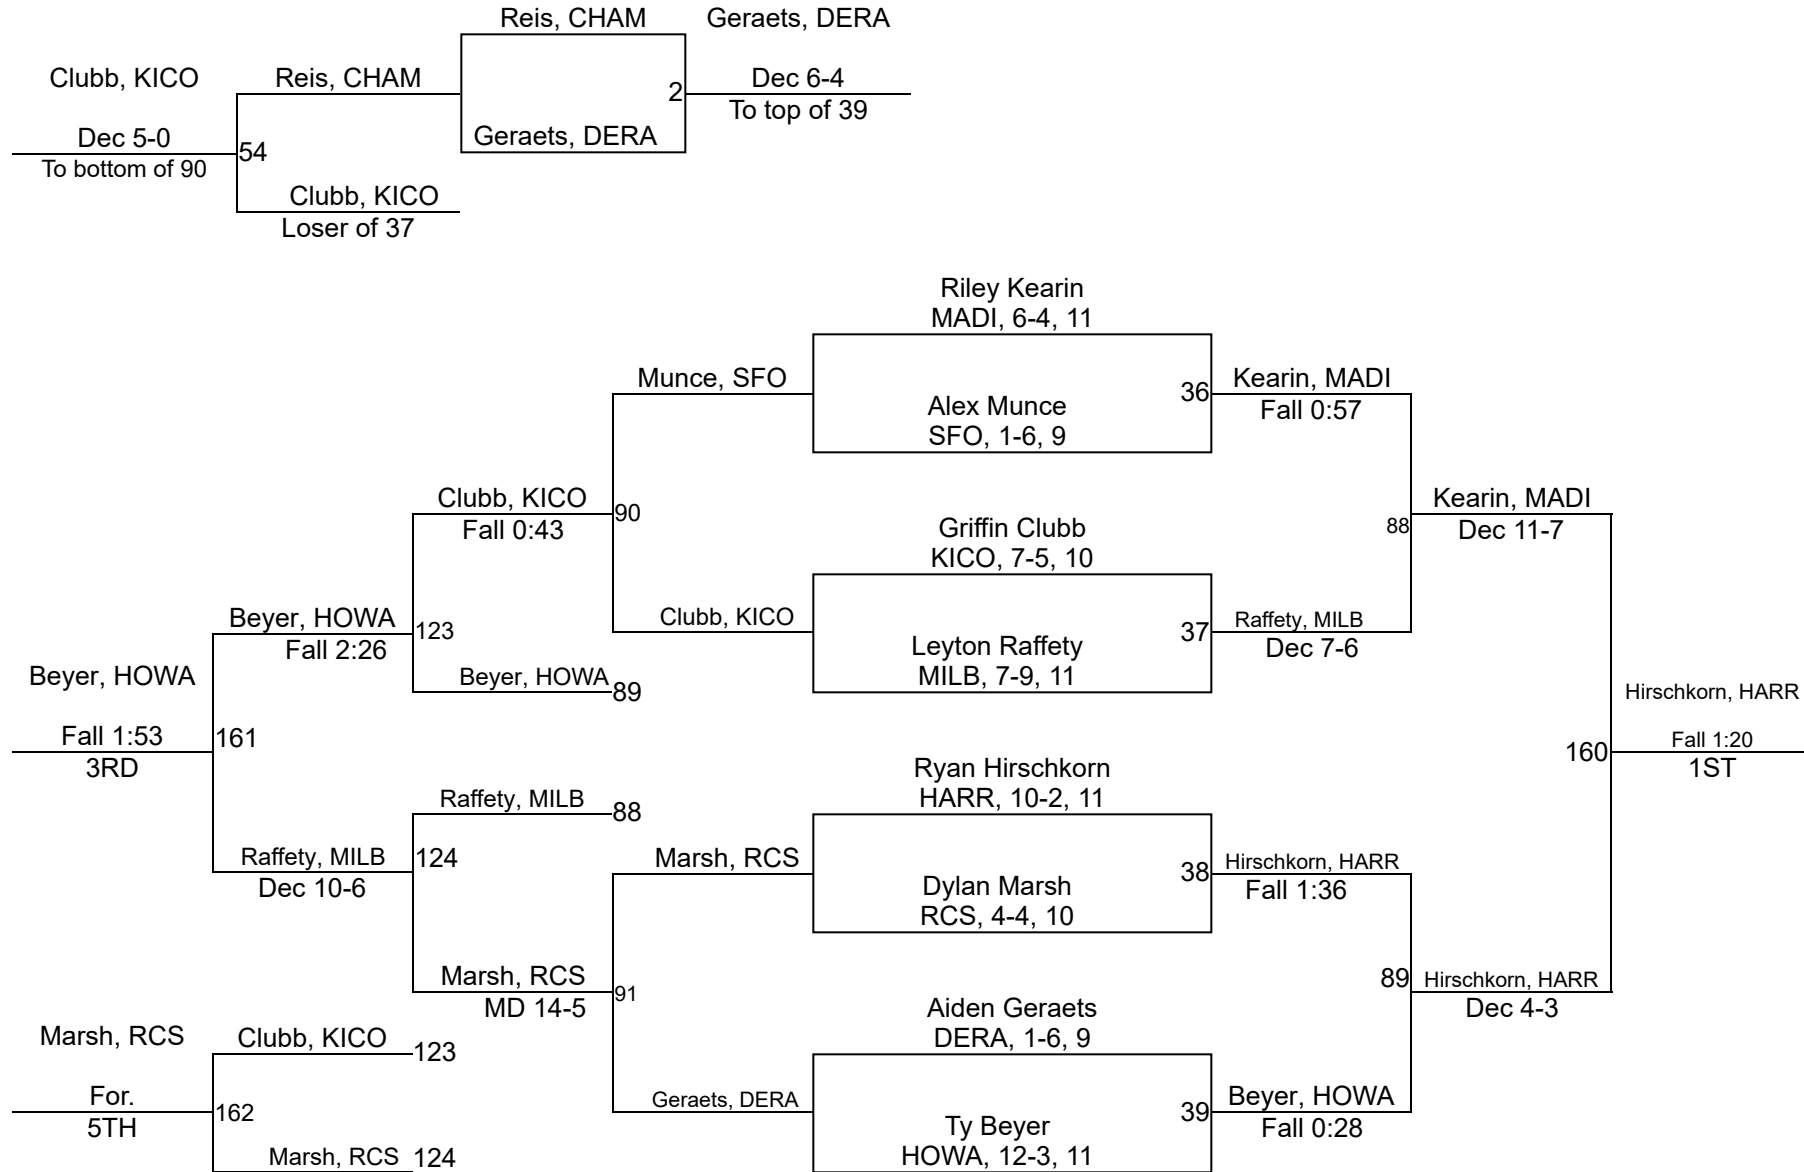 Reis, CHAM
Geraets, DERA
Clubb, KICO
Reis, CHAM
2
Dec 6-4
To top of 39
Dec 5-0
Geraets, DERA
To bottom of 90
54
Clubb, KICO
Loser of 37
Riley Kearin
MADI, 6-4, 11
Munce, SFO
36
Kearin, MADI
Fall 0:57
Alex Munce
SFO, 1-6, 9
Clubb, KICO
Fall 0:43
90
Griffin Clubb
KICO, 7-5, 10
88
Kearin, MADI
Dec 11-7
Beyer, HOWA
Fall 2:26
123
Clubb, KICO
37
Raffety, MILB
Dec 7-6
Leyton Raffety
MILB, 7-9, 11
Beyer, HOWA
Beyer, HOWA
89
Hirschkorn, HARR
Fall 1:53
3RD
161
160
Fall 1:20
1ST
Ryan Hirschkorn
HARR, 10-2, 11
Raffety, MILB
88
Raffety, MILB
Dec 10-6
124
Marsh, RCS
38
Hirschkorn, HARR
Fall 1:36
Dylan Marsh
RCS, 4-4, 10
Marsh, RCS
MD 14-5
91
89
Hirschkorn, HARR
Dec 4-3
Aiden Geraets
DERA, 1-6, 9
Marsh, RCS
Clubb, KICO
123
For.
5TH
162
Geraets, DERA
39
Beyer, HOWA
Fall 0:28
Ty Beyer
HOWA, 12-3, 11
Marsh, RCS
124